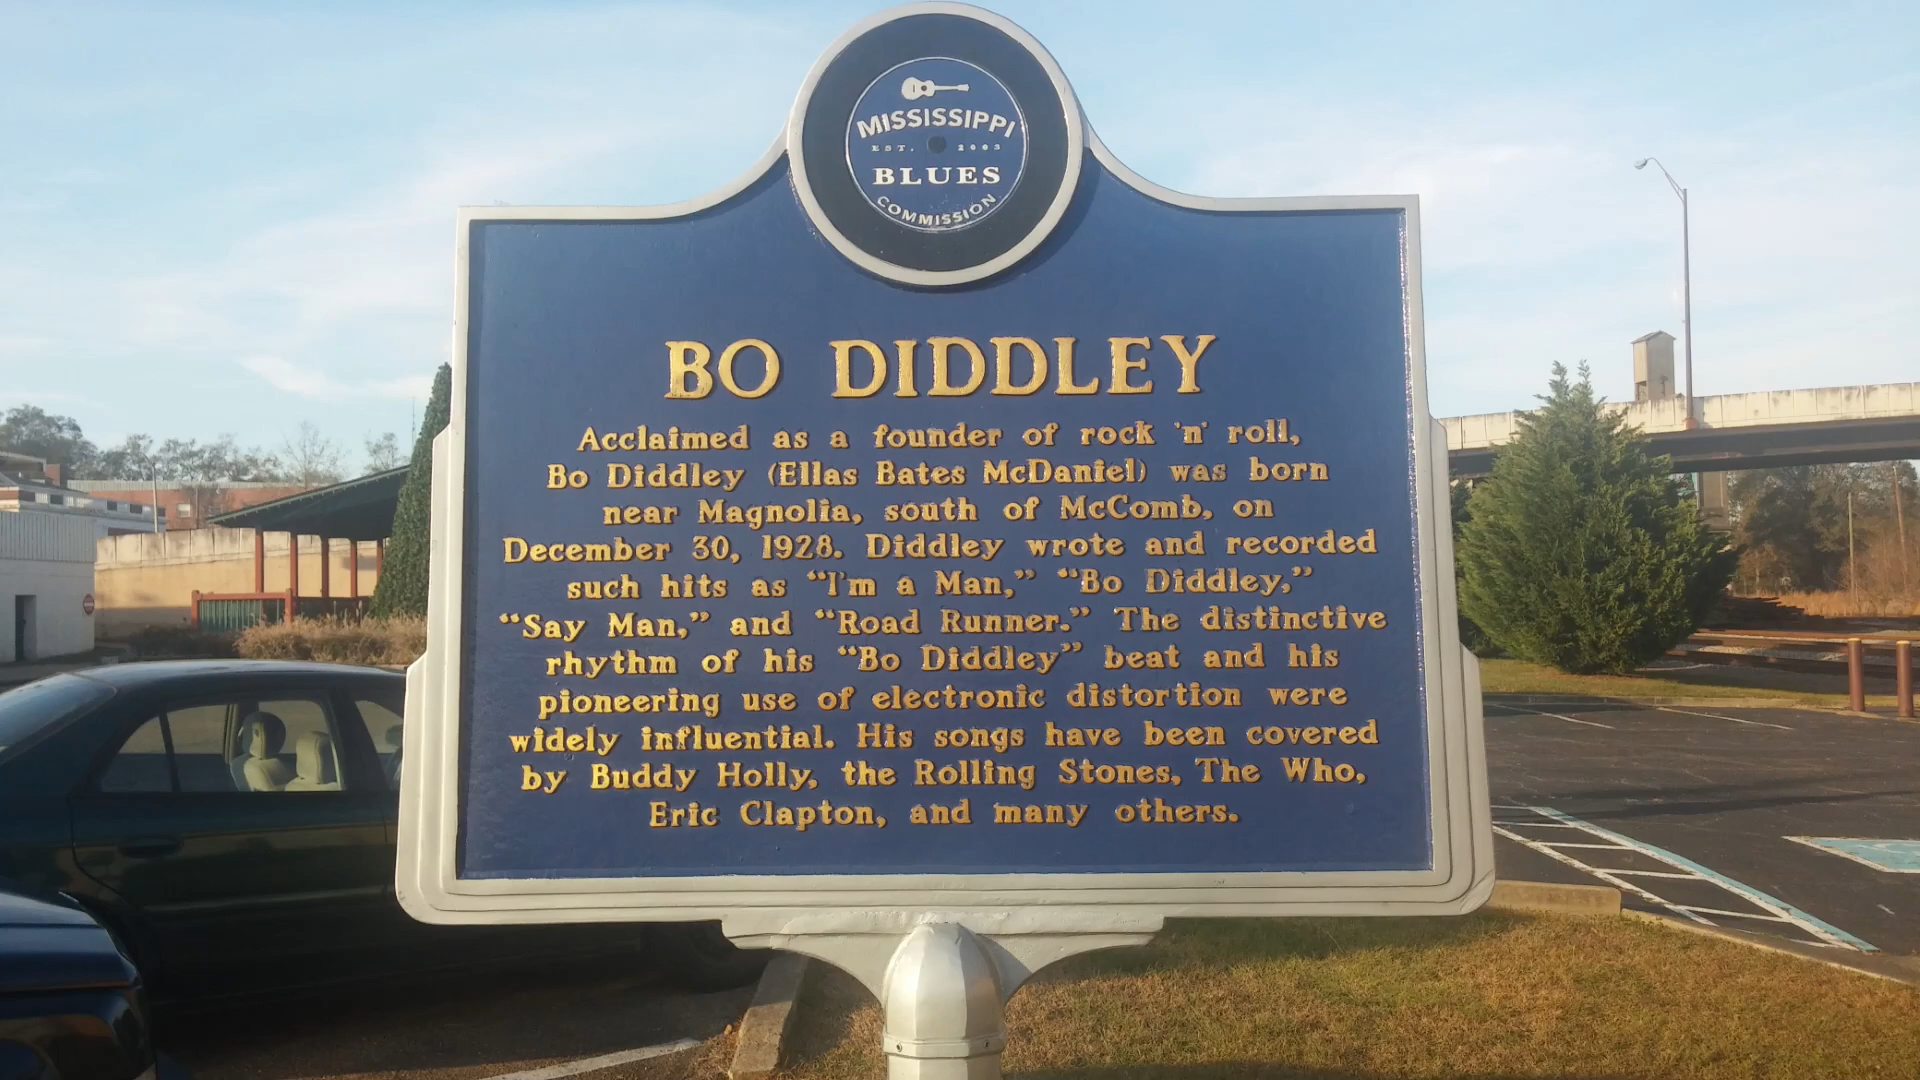 MISSISSIPPI
EST. 2003
BLUES
COMMISSION
BO DIDDLEY
Acclaimed as a founder of rock 'n' roll,
Bo Diddley (Ellas Bates McDaniel) was born
near Magnolia, south of McComb, on
December 30, 1928. Diddley wrote and recorded
such hits as “I'm a Man,” “Bo Diddley,”
“Say Man,” and “Road Runner.” The distinctive
rhythm of his “Bo Diddley” beat and his
pioneering use of electronic distortion were
widely influential. His songs have been covered
by Buddy Holly, the Rolling Stones, The Who,
Eric Clapton, and many others.